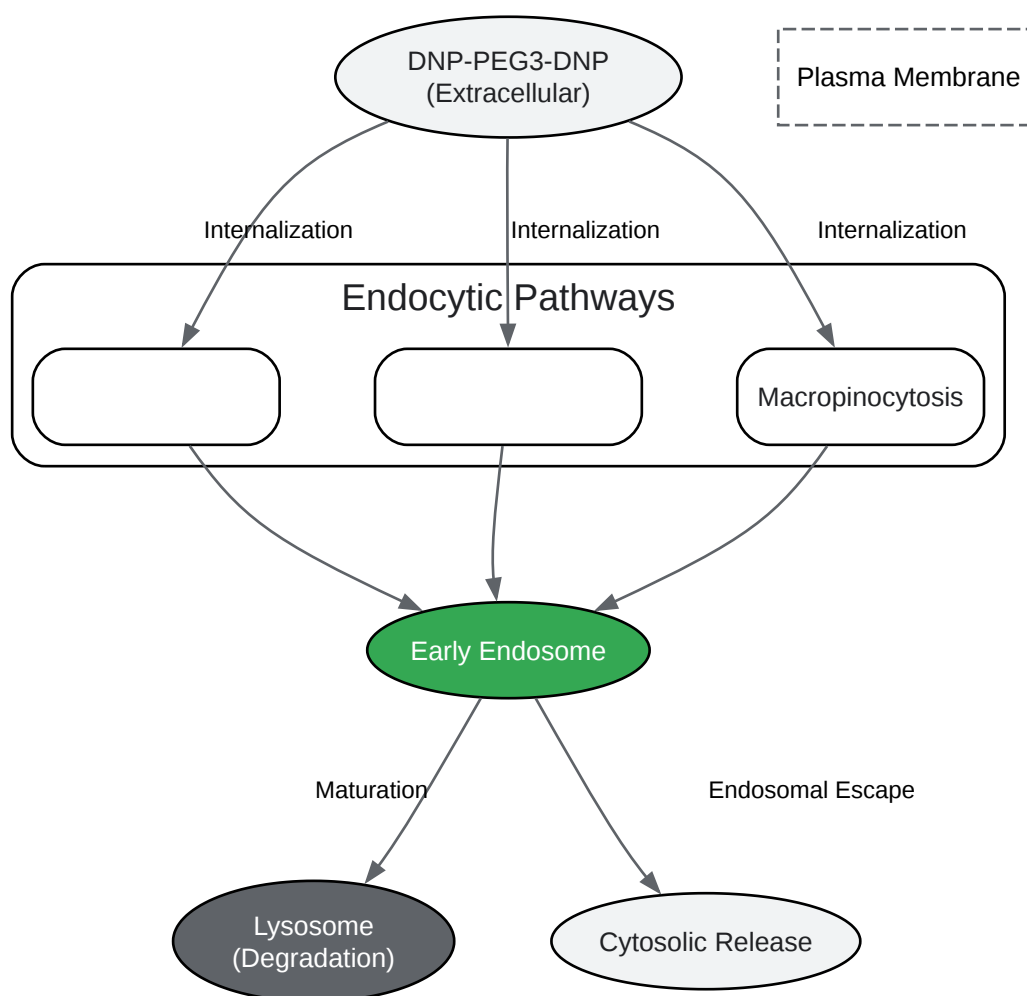 DNP-PEG3-DNP
(Extracellular)
Plasma Membrane
Internalization
Internalization
Internalization
Endocytic Pathways
Macropinocytosis
Early Endosome
Maturation
Endosomal Escape
Lysosome
(Degradation)
Cytosolic Release